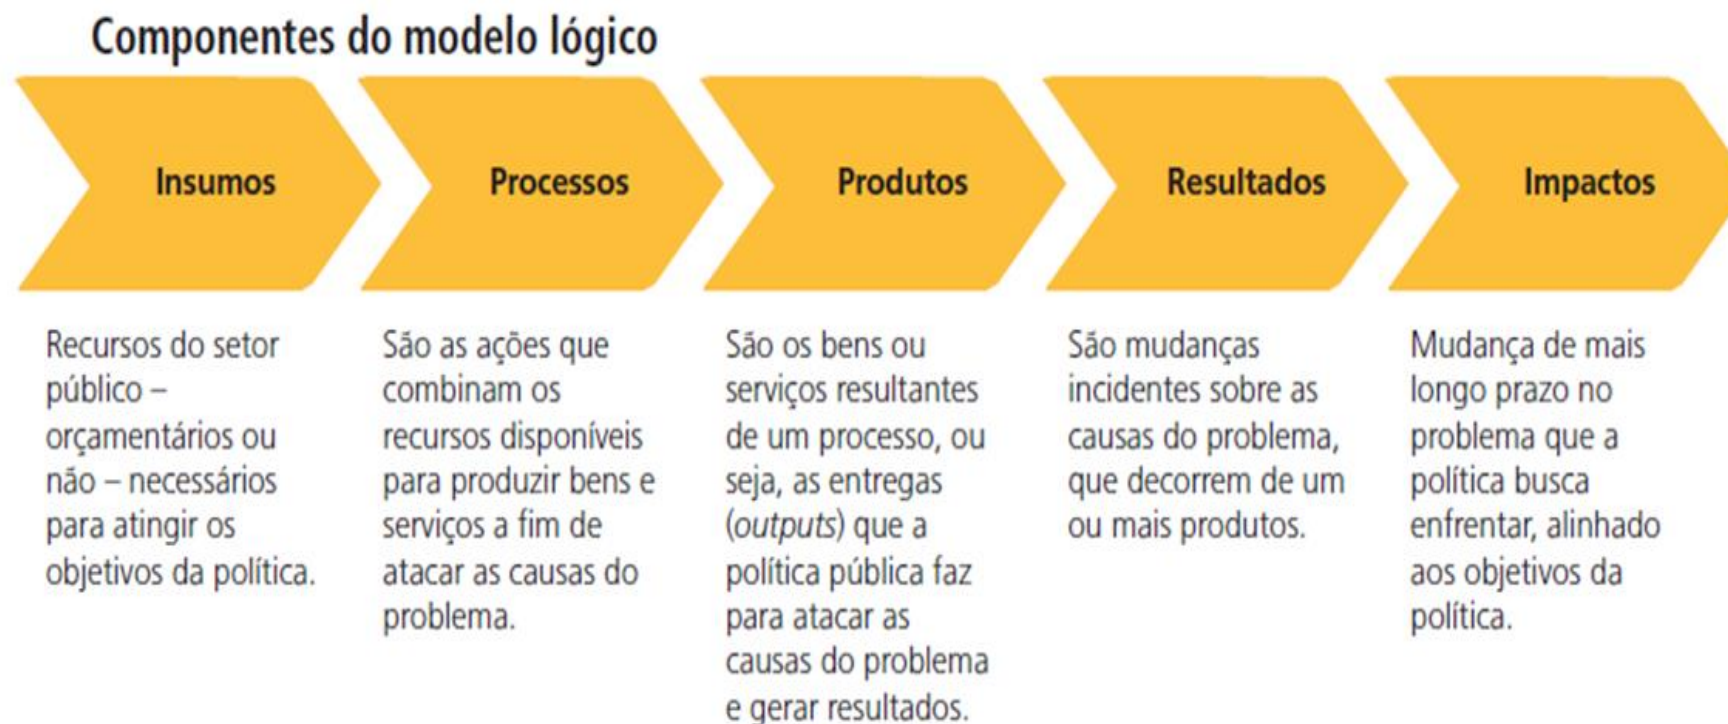 Componentes do modelo lógico
Insumos
Processos
Produtos
Resultados
Impactos
Recursos do setor
público –
orçamentários ou
não – necessários
para atingir os
objetivos da política.
São as ações que
combinam os
recursos disponíveis
para produzir bens e
serviços a fim de
atacar as causas do
problema.
São os bens ou
serviços resultantes
de um processo, ou
seja, as entregas
(outputs) que a
política pública faz
para atacar as
causas do problema
e gerar resultados.
São mudanças
incidentes sobre as
causas do problema,
que decorrem de um
ou mais produtos.
Mudança de mais
longo prazo no
problema que a
política busca
enfrentar, alinhado
aos objetivos da
política.